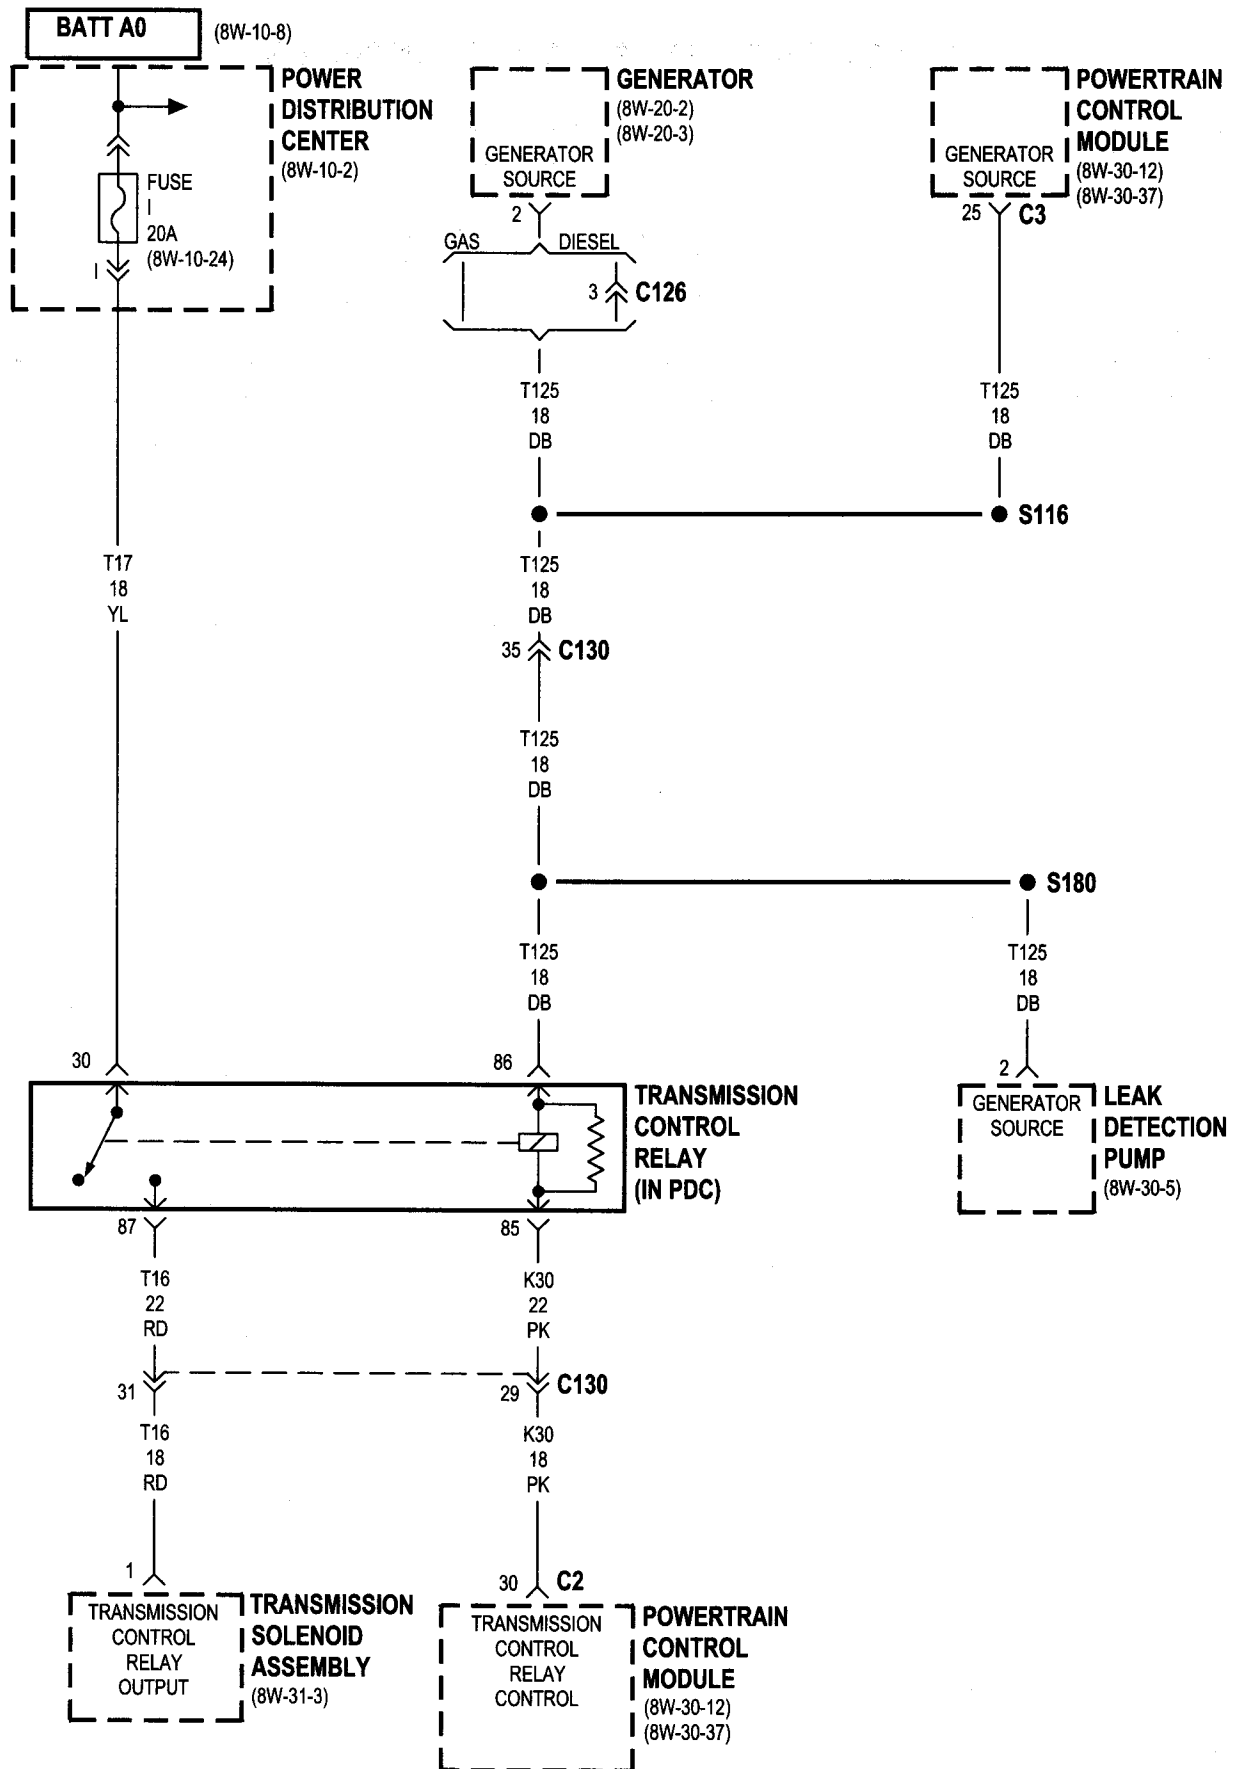 BATT A0 (8W-10-8)
POWER
DISTRIBUTION
CENTER
(8W-10-2)
FUSE
I
20A
(8W-10-24)
I
GENERATOR
(8W-20-2)
(8W-20-3)
GENERATOR
SOURCE
2
GAS DIESEL
3 C126
POWERTRAIN
CONTROL
MODULE
(8W-30-12)
(8W-30-37)
GENERATOR
SOURCE
25 C3
T125
18
DB
T125
18
DB
S116
T17
18
YL
T125
18
DB
35 C130
T125
18
DB
S180
T125
18
DB
T125
18
DB
30
86
2
TRANSMISSION
CONTROL
RELAY
(IN PDC)
GENERATOR
SOURCE
LEAK
DETECTION
PUMP
(8W-30-5)
87
85
T16
22
RD
K30
22
PK
31
29 C130
T16
18
RD
K30
18
PK
1
30 C2
TRANSMISSION
CONTROL
RELAY
OUTPUT
TRANSMISSION
SOLENOID
ASSEMBLY
(8W-31-3)
TRANSMISSION
CONTROL
RELAY
CONTROL
POWERTRAIN
CONTROL
MODULE
(8W-30-12)
(8W-30-37)